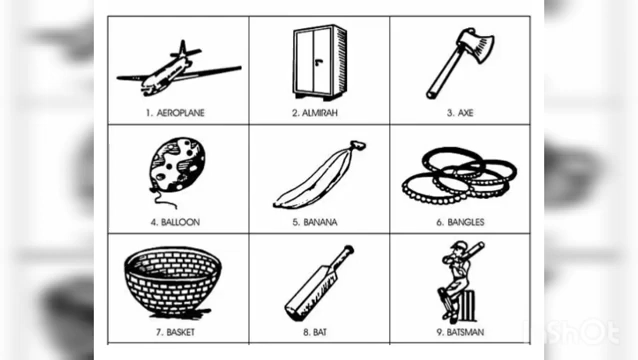 1. AEROPLANE
2. ALMIRAH
3. AXE
4. BALLOON
5. BANANA
6. BANGLES
7. BASKET
8. BAT
9. BATSMAN